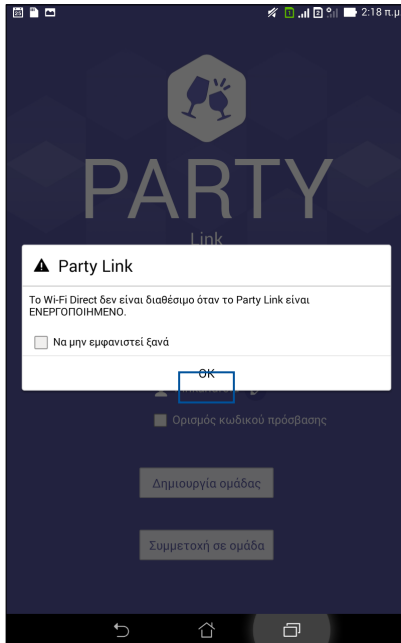 2:18 π.μ
PARTY
Link
Party Link
Το Wi-Fi Direct δεν είναι διαθέσιμο όταν το Party Link είναι
ΕΝΕΡΓΟΠΟΙΗΜΕΝΟ.
Να μην εμφανιστεί ξανά
OK
Ορισμός κωδικού πρόσβασης
Δημιουργία ομάδας
Συμμετοχή σε ομάδα